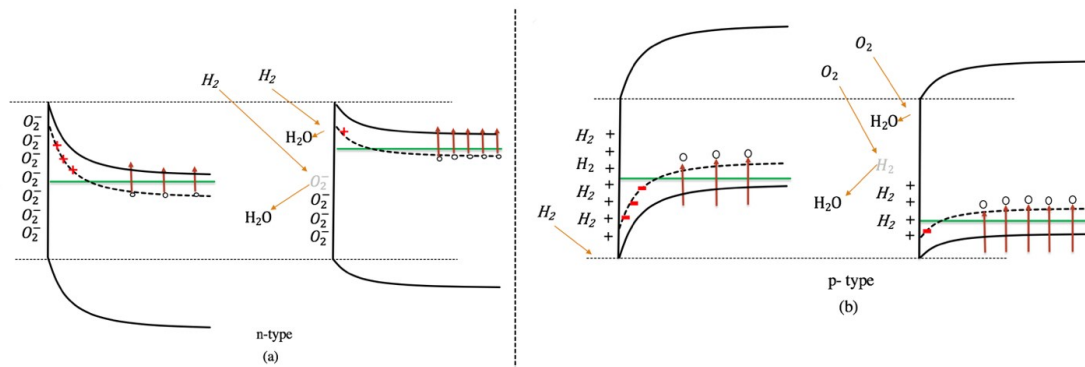 H₂
H₂
O₂⁻
O₂⁻
O₂⁻
O₂⁻
O₂⁻
O₂⁻
O₂⁻
H₂O
O₂⁻
O₂⁻
O₂⁻
O₂⁻
H₂O
n-type
(a)
O₂
O₂
H₂O
+
H₂ +
+
H₂ +
+
H₂ +
+
H₂ +
+
H₂
H₂
H₂O
+
H₂ +
+
H₂ +
+
p- type
(b)